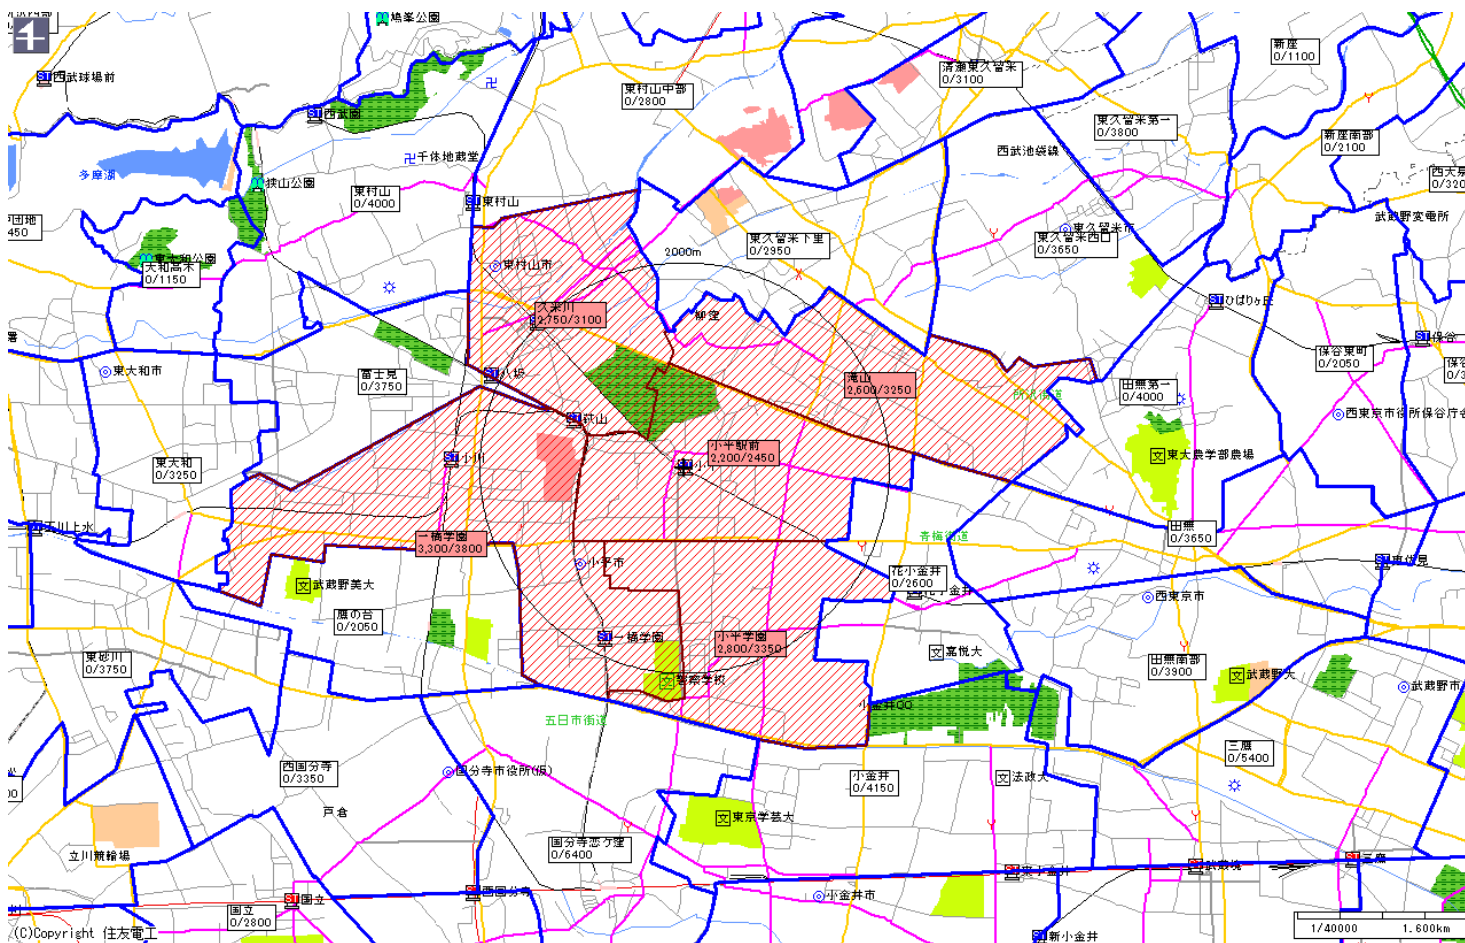 鳩峯公園
西武球場前
西武園
新座
0/1100
清瀬東久留米
0/3100
東村山中部
0/2800
東久留米第一
0/3800
新座南部
0/2100
西武池袋線
千体地蔵堂
多摩湖
狭山公園
東村山
0/4000
東村山
武蔵野変電所
東久留米市
東久留米西口
0/3650
東久留米下里
0/2950
2000m
東村山市
東大和公園
大和高木
0/1150
ひばりヶ丘
久米川
2,750/3100
柳窪
保谷
保谷東町
0/2050
東大和市
富士見
0/3750
八坂
滝山
2,600/3250
所沢街道
田無第一
0/4000
西東京市役所保谷庁舎
萩山
小平駅前
2,200/2450
小川
東大農学部農場
東大和
0/3250
玉川上水
田無
0/3650
一橋学園
3,300/3800
青梅街道
小平市
花小金井
0/2600
東伏見
武蔵野美大
西東京市
鷹の台
0/2050
一橋学園
小平学園
2,800/3350
嘉悦大
東砂川
0/3750
田無南部
0/3900
武蔵野大
警察学校
武蔵野市
五日市街道
三鷹
0/5400
西国分寺
0/3350
国分寺市役所(仮)
小金井
0/4150
法政大
戸倉
東京学芸大
国分寺恋ケ窪
0/6400
立川競輪場
東小金井
武蔵境
三鷹
西国分寺
国立
小金井市
国立
0/2800
(C)Copyright 住友電工
新小金井
1/40000
1.600km